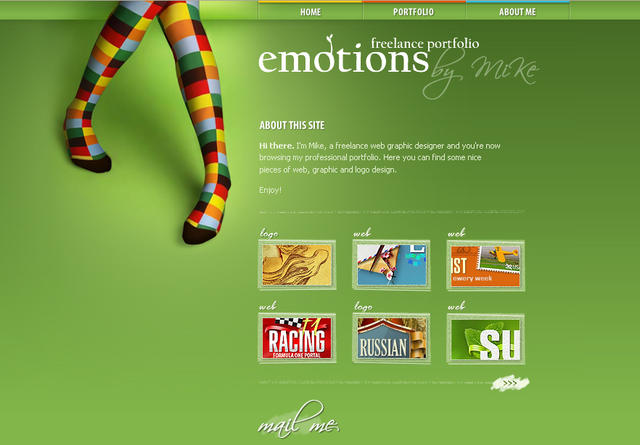 HOME PORTFOLIO ABOUT ME
freelance portfolio
emotions by MiKe
ABOUT THIS SITE
Hi there. I'm Mike, a freelance web graphic designer and you're now
browsing my professional portfolio. Here you can find some nice
pieces of web, graphic and logo design.
Enjoy!
logo web web
IST
ewery week
web logo web
F1
RACING
FORMULA ONE PORTAL
RUSSIAN
SU
>>>
mail me